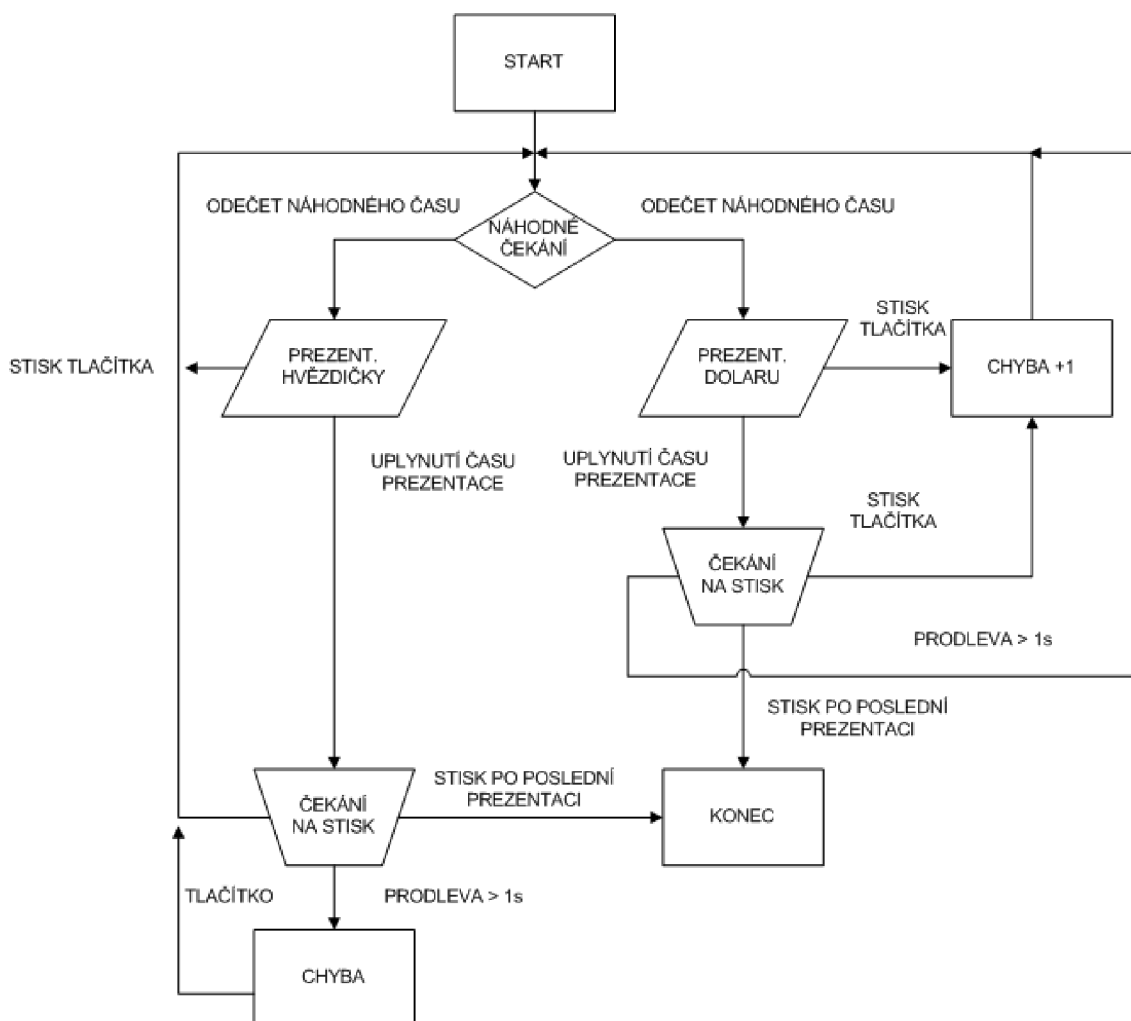 START
ODEČET NÁHODNÉHO ČASU
ODEČET NÁHODNÉHO ČASU
NÁHODNÉ
ČEKÁNÍ
STISK TLAČÍTKA
PREZENT.
HVĚZDIČKY
PREZENT.
DOLARU
STISK
TLAČÍTKA
CHYBA +1
UPLYNUTÍ ČASU
PREZENTACE
UPLYNUTÍ ČASU
PREZENTACE
STISK
TLAČÍTKA
ČEKÁNÍ
NA STISK
PRODLEVA > 1s
STISK PO POSLEDNÍ
PREZENTACI
ČEKÁNÍ
NA STISK
STISK PO POSLEDNÍ
PREZENTACI
KONEC
TLAČÍTKO
PRODLEVA > 1s
CHYBA